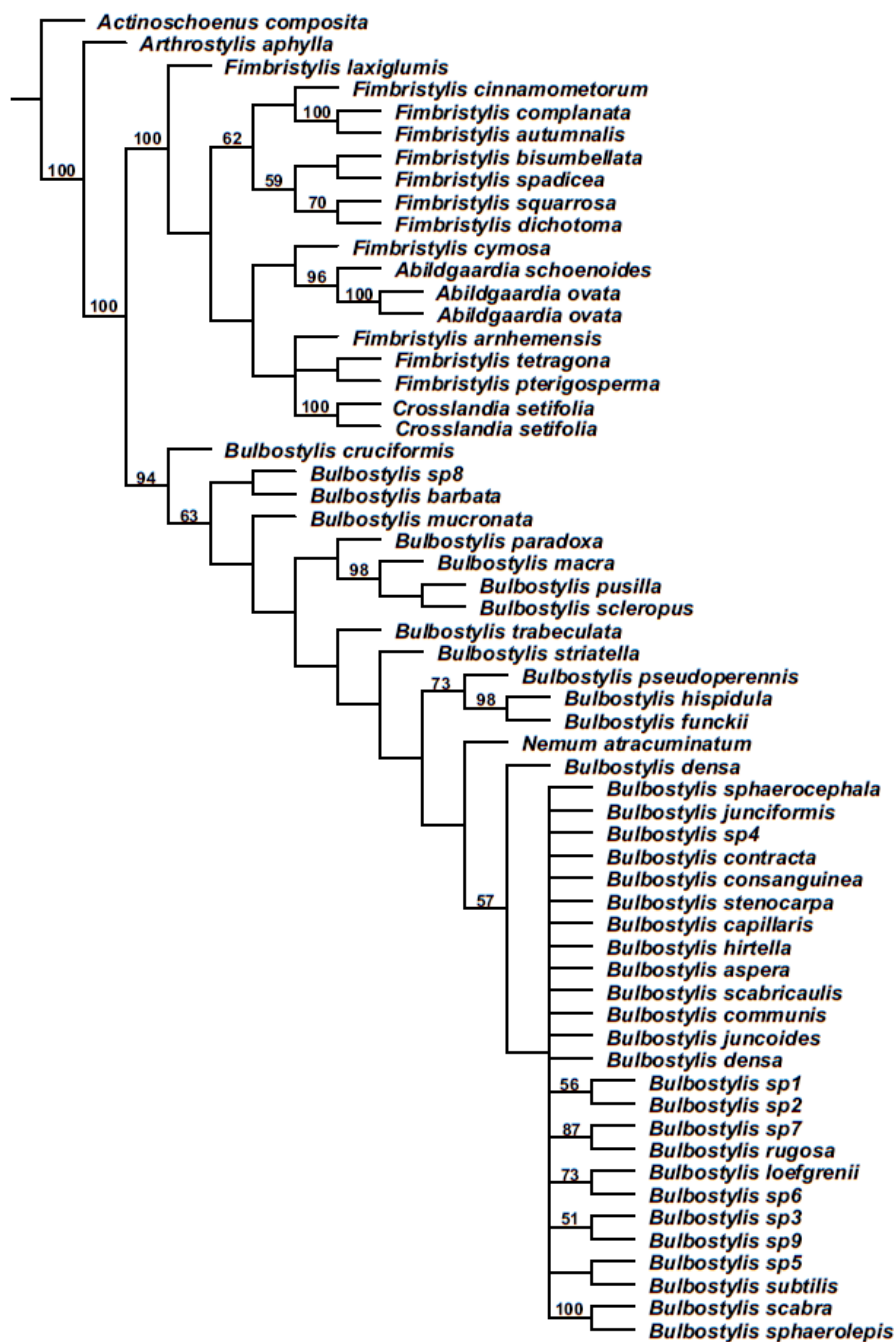 Actinoschoenus composita
Arthrostylis aphylla
Fimbristylis laxiglumis
Fimbristylis cinnamometorum
100 Fimbristylis complanata
100 62 Fimbristylis autumnalis
Fimbristylis bisumbellata
100 59 Fimbristylis spadicea
70 Fimbristylis squarrosa
Fimbristylis dichotoma
Fimbristylis cymosa
96 Abildgaardia schoenoides
100 Abildgaardia ovata
100 Abildgaardia ovata
Fimbristylis arnhemensis
Fimbristylis tetragona
Fimbristylis pterigosperma
100 Crosslandia setifolia
Crosslandia setifolia
Bulbostylis cruciformis
94 Bulbostylis sp8
Bulbostylis barbata
63 Bulbostylis mucronata
Bulbostylis paradoxa
98 Bulbostylis macra
Bulbostylis pusilla
Bulbostylis scleropus
Bulbostylis trabeculata
Bulbostylis striatella
73 Bulbostylis pseudoperennis
98 Bulbostylis hispidula
Bulbostylis funckii
Nemum atracuminatum
Bulbostylis densa
Bulbostylis sphaerocephala
Bulbostylis junciformis
Bulbostylis sp4
Bulbostylis contracta
Bulbostylis consanguinea
57 Bulbostylis stenocarpa
Bulbostylis capillaris
Bulbostylis hirtella
Bulbostylis aspera
Bulbostylis scabricaulis
Bulbostylis communis
Bulbostylis juncoides
Bulbostylis densa
56 Bulbostylis sp1
Bulbostylis sp2
87 Bulbostylis sp7
Bulbostylis rugosa
73 Bulbostylis loefgrenii
Bulbostylis sp6
51 Bulbostylis sp3
Bulbostylis sp9
Bulbostylis sp5
Bulbostylis subtilis
100 Bulbostylis scabra
Bulbostylis sphaerolepis